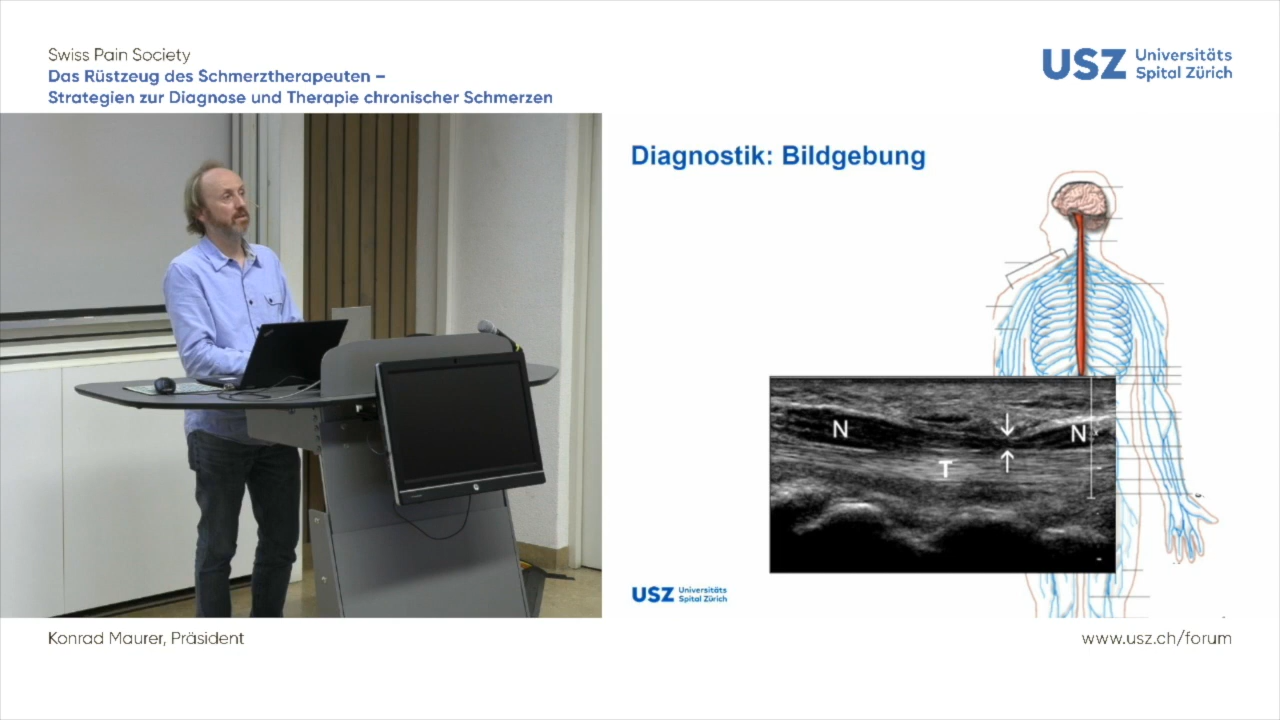 Swiss Pain Society
Das Rüstzeug des Schmerztherapeuten –
Strategien zur Diagnose und Therapie chronischer Schmerzen
USZ Universitäts
Spital Zürich
Diagnostik: Bildgebung
N
N
T
USZ Universitäts
Spital Zürich
Konrad Maurer, Präsident
www.usz.ch/forum